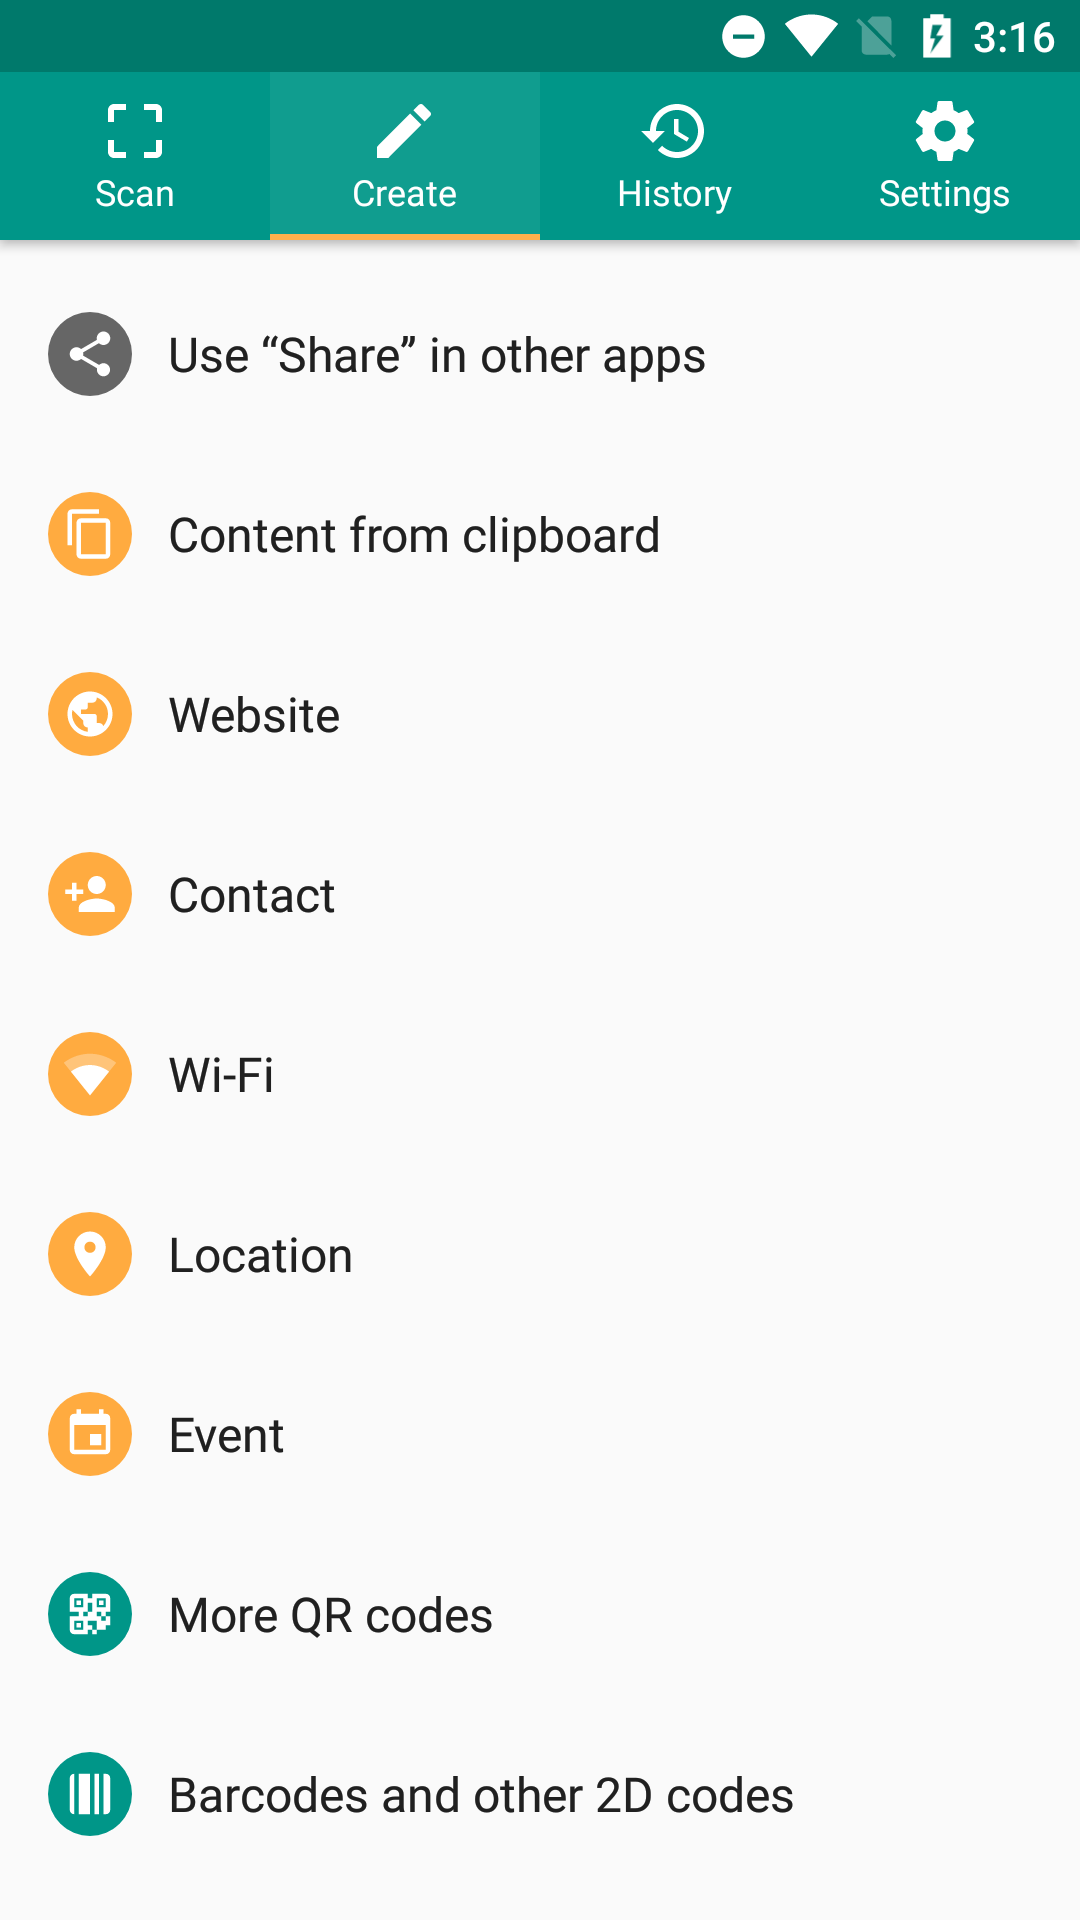 3:16
Scan
Create
History
Settings
Use “Share” in other apps
Content from clipboard
Website
Contact
Wi-Fi
Location
Event
More QR codes
Barcodes and other 2D codes